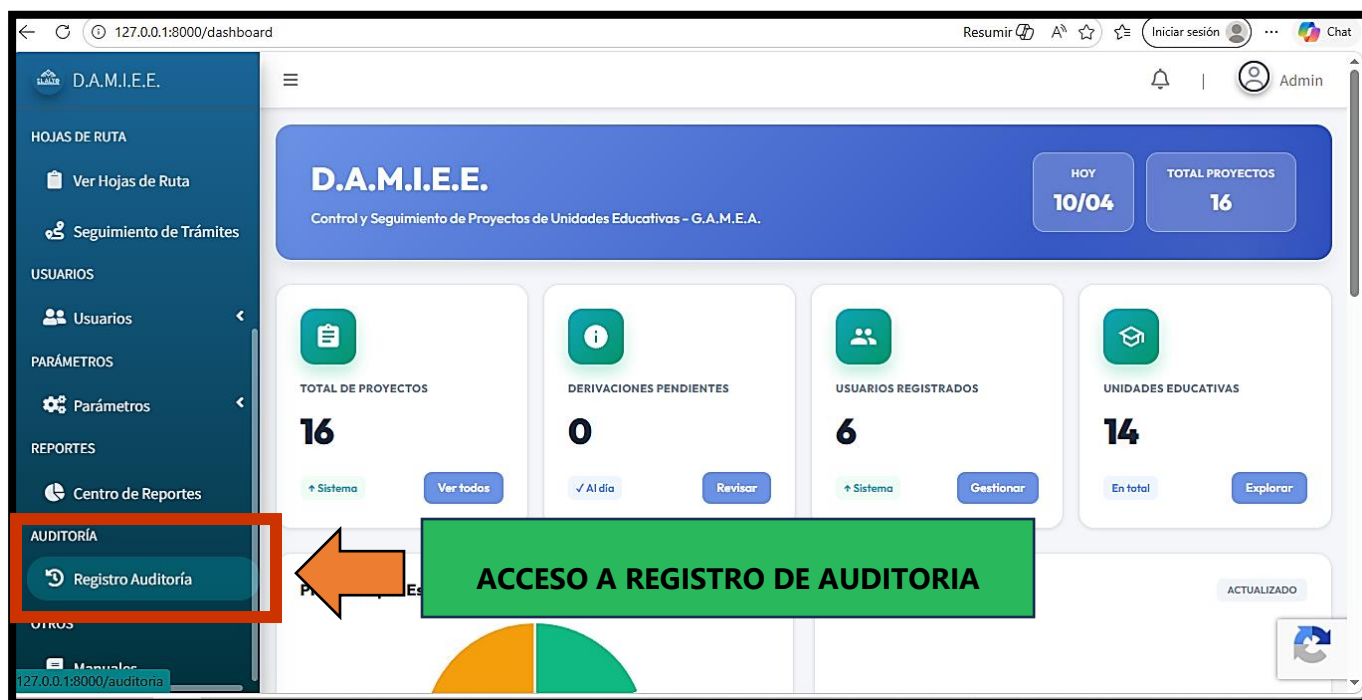 127.0.0.1:8000/dashboard
Resumir
Iniciar sesión
Chat
D.A.M.I.E.E.
Admin
HOJAS DE RUTA
Ver Hojas de Ruta
Seguimiento de Trámites
USUARIOS
Usuarios
PARÁMETROS
Parámetros
REPORTES
Centro de Reportes
AUDITORÍA
Registro Auditoría
OTROS
Manuales
127.0.0.1:8000/auditoria
D.A.M.I.E.E.
Control y Seguimiento de Proyectos de Unidades Educativas - G.A.M.E.A.
HOY
10/04
TOTAL PROYECTOS
16
TOTAL DE PROYECTOS
16
↑ Sistema
Ver todos
DERIVACIONES PENDIENTES
0
✓ Al día
Revisar
USUARIOS REGISTRADOS
6
↑ Sistema
Gestionar
UNIDADES EDUCATIVAS
14
En total
Explorar
ACCESO A REGISTRO DE AUDITORIA
ACTUALIZADO